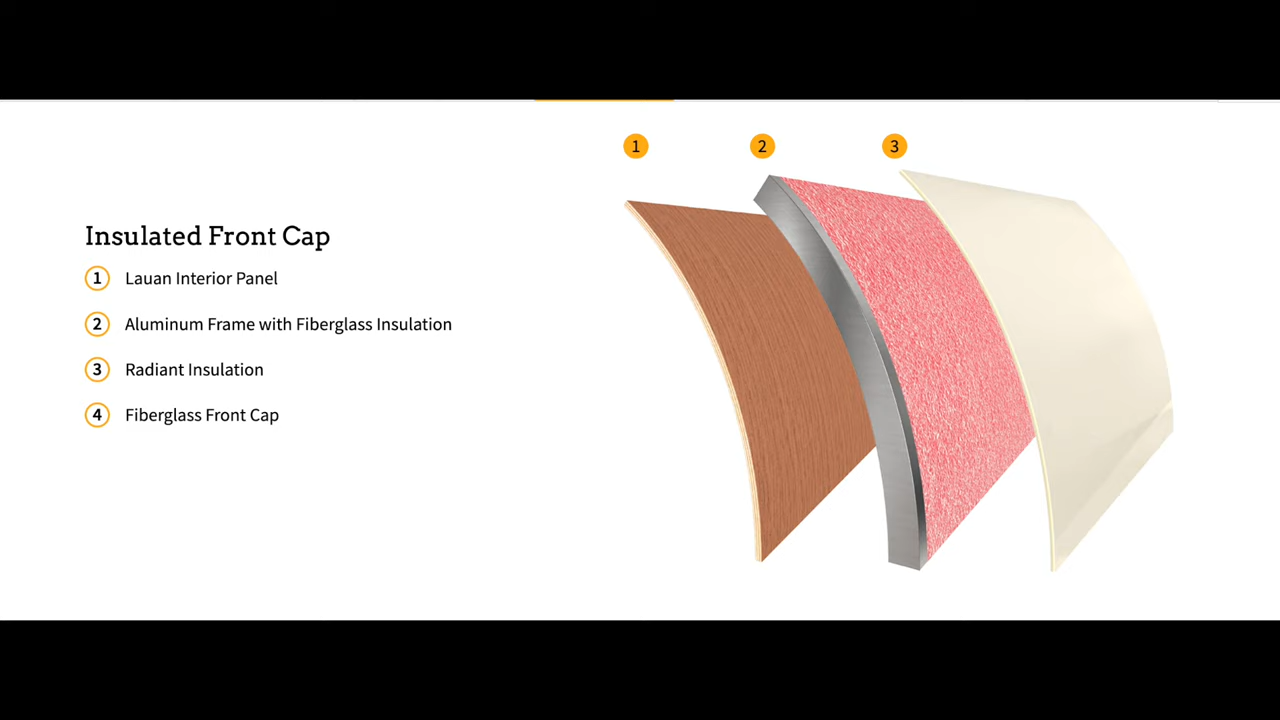 1 2 3
Insulated Front Cap
1 Lauan Interior Panel
2 Aluminum Frame with Fiberglass Insulation
3 Radiant Insulation
4 Fiberglass Front Cap